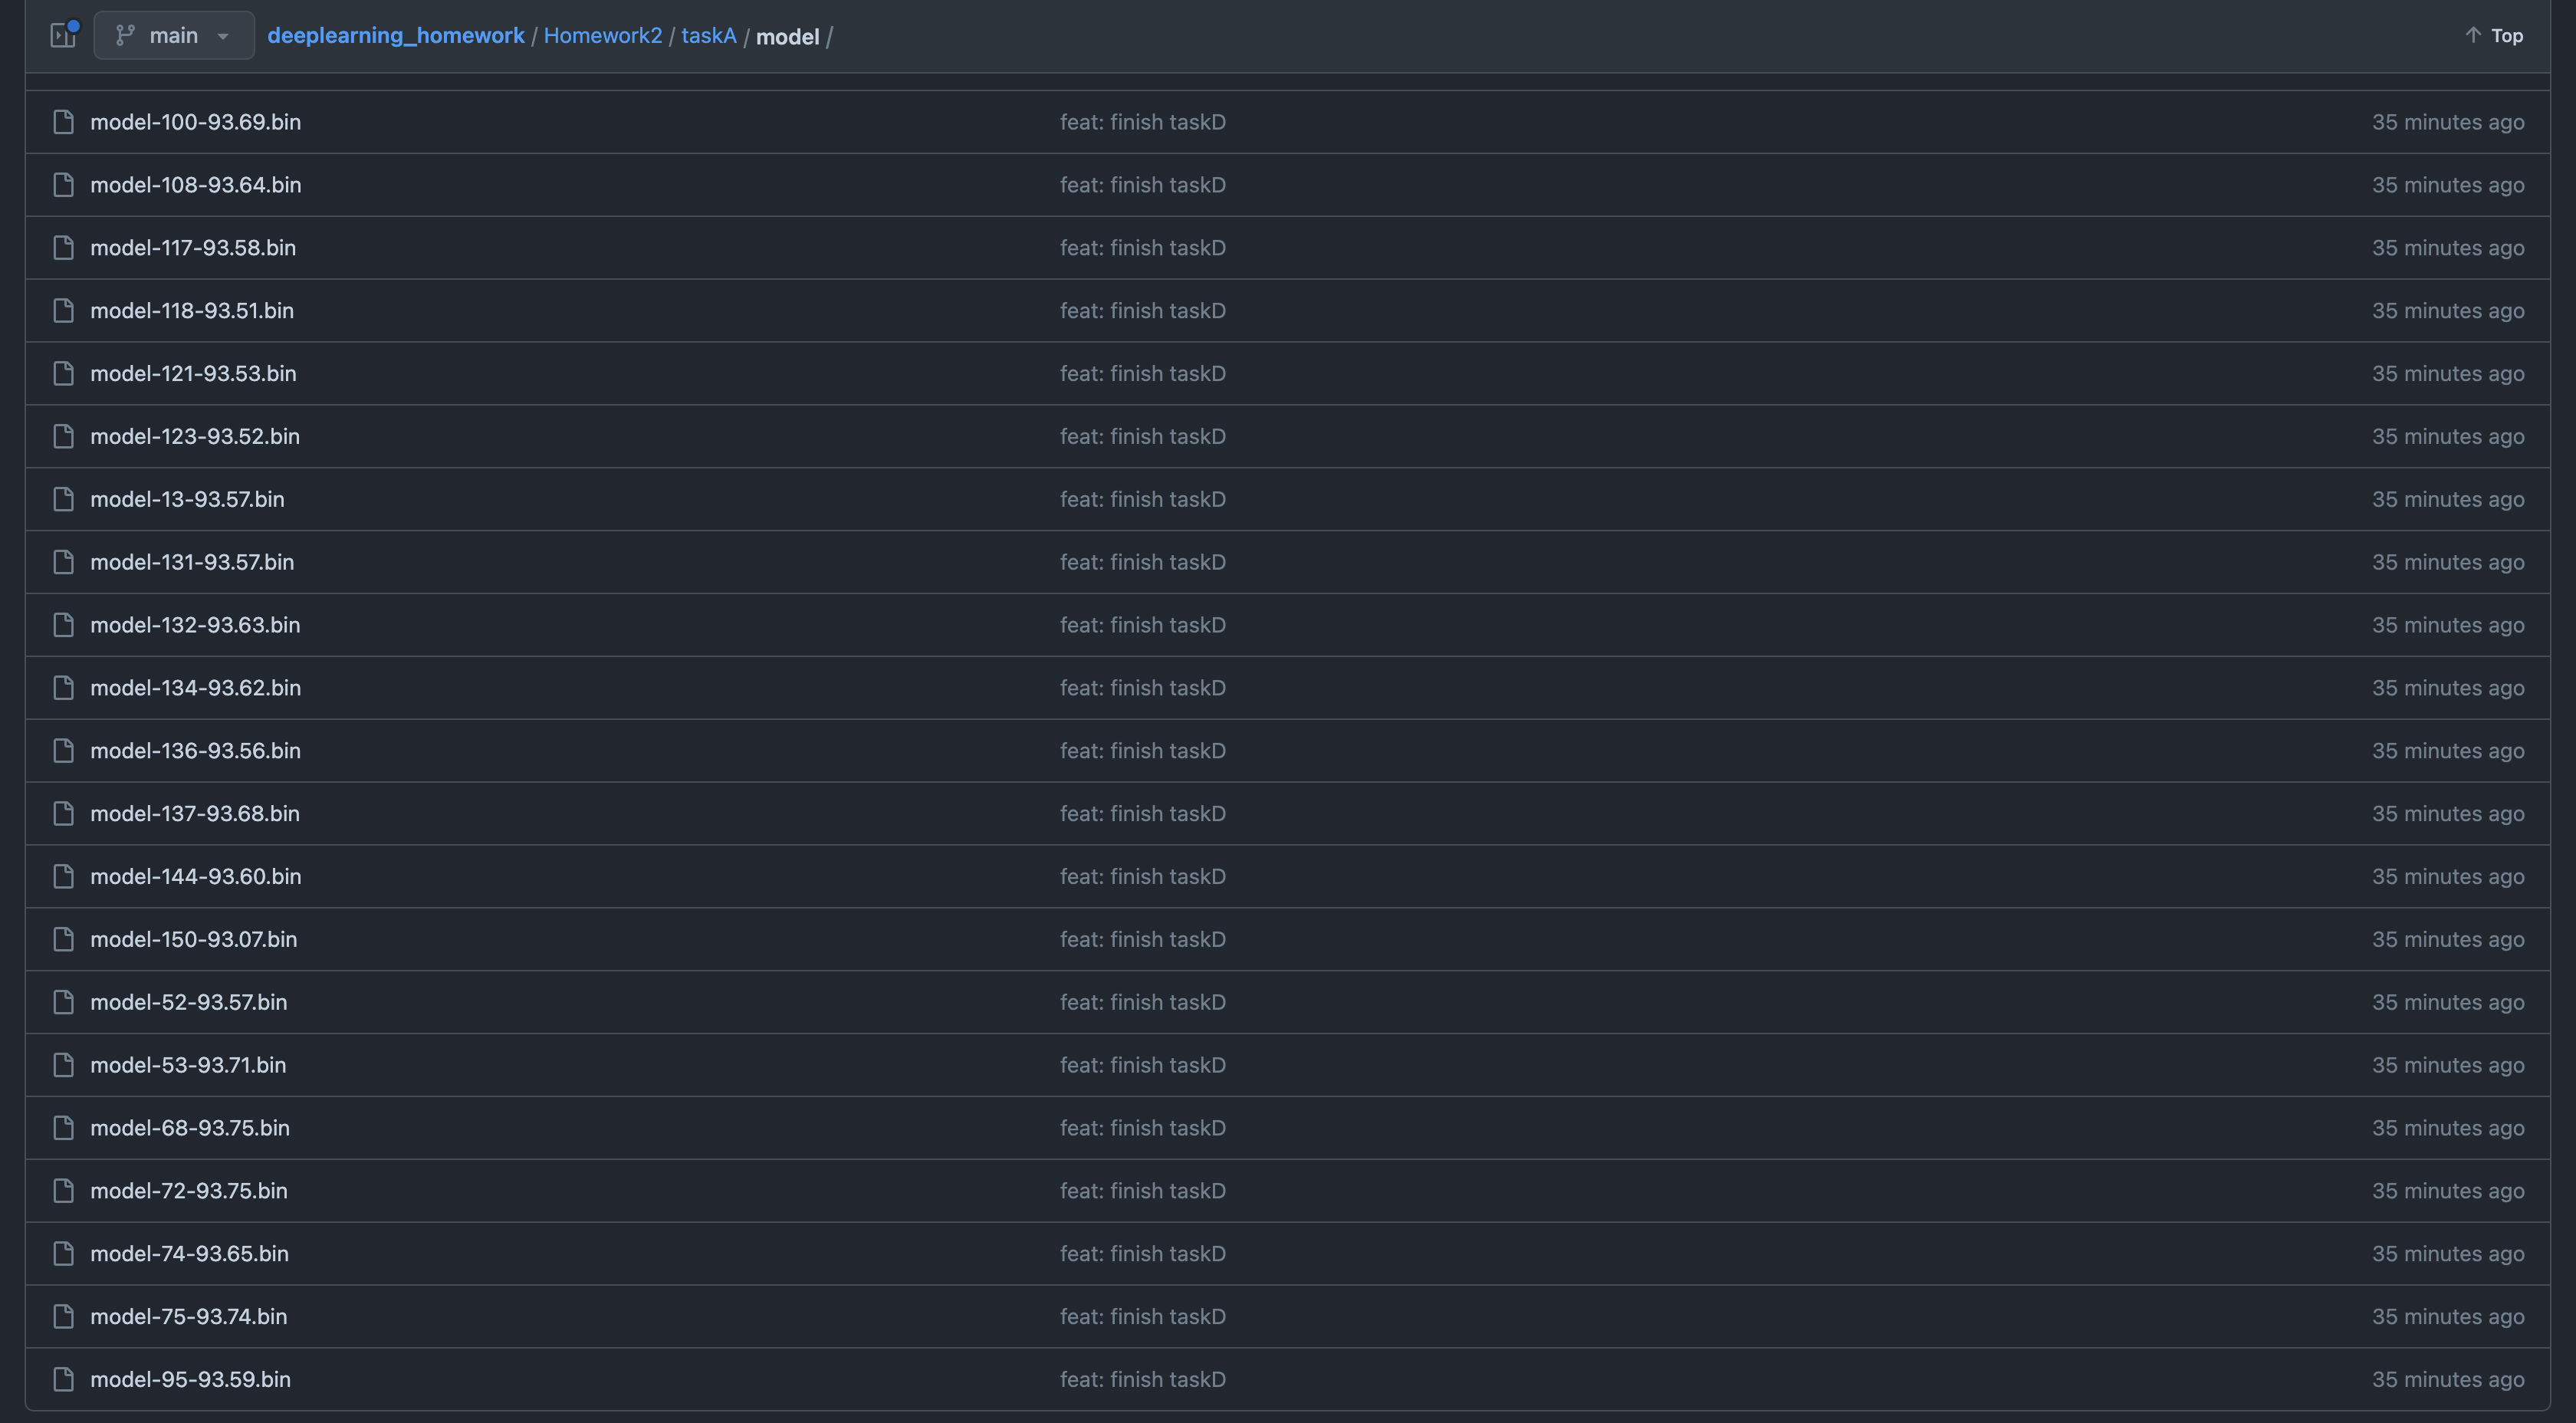 main deeplearning_homework / Homework2 / taskA / model / Top
model-100-93.69.bin feat: finish taskD 35 minutes ago
model-108-93.64.bin feat: finish taskD 35 minutes ago
model-117-93.58.bin feat: finish taskD 35 minutes ago
model-118-93.51.bin feat: finish taskD 35 minutes ago
model-121-93.53.bin feat: finish taskD 35 minutes ago
model-123-93.52.bin feat: finish taskD 35 minutes ago
model-13-93.57.bin feat: finish taskD 35 minutes ago
model-131-93.57.bin feat: finish taskD 35 minutes ago
model-132-93.63.bin feat: finish taskD 35 minutes ago
model-134-93.62.bin feat: finish taskD 35 minutes ago
model-136-93.56.bin feat: finish taskD 35 minutes ago
model-137-93.68.bin feat: finish taskD 35 minutes ago
model-144-93.60.bin feat: finish taskD 35 minutes ago
model-150-93.07.bin feat: finish taskD 35 minutes ago
model-52-93.57.bin feat: finish taskD 35 minutes ago
model-53-93.71.bin feat: finish taskD 35 minutes ago
model-68-93.75.bin feat: finish taskD 35 minutes ago
model-72-93.75.bin feat: finish taskD 35 minutes ago
model-74-93.65.bin feat: finish taskD 35 minutes ago
model-75-93.74.bin feat: finish taskD 35 minutes ago
model-95-93.59.bin feat: finish taskD 35 minutes ago